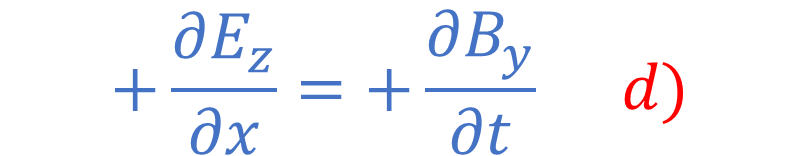 + ∂E_z/∂x = + ∂B_y/∂t d)